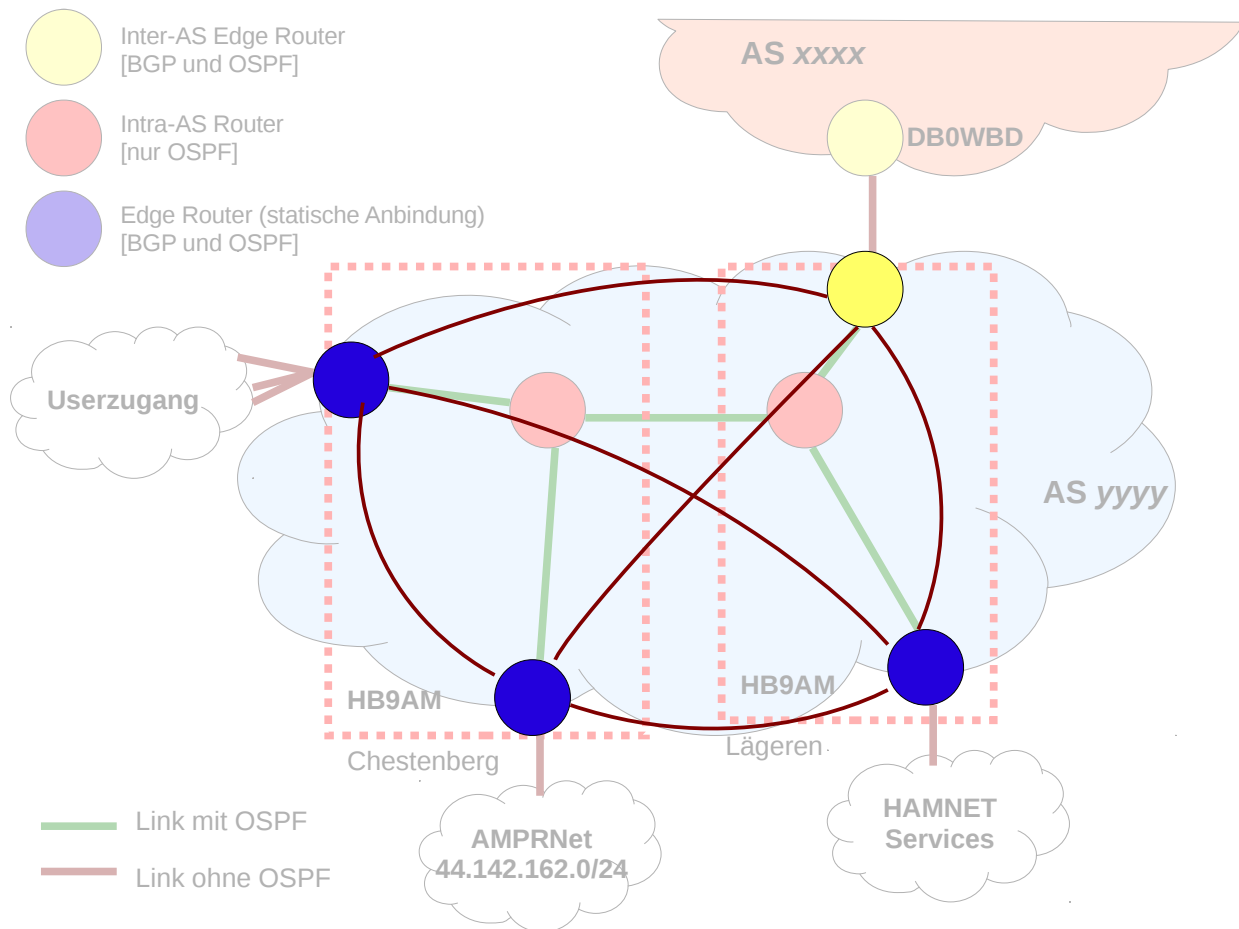 Inter-AS Edge Router
[BGP und OSPF]
Intra-AS Router
[nur OSPF]
Edge Router (statische Anbindung)
[BGP und OSPF]
AS xxxx
DB0WBD
Userzugang
AS yyyy
HB9AM
HB9AM
Chestenberg
Lägeren
Link mit OSPF
Link ohne OSPF
AMPRNet
44.142.162.0/24
HAMNET
Services